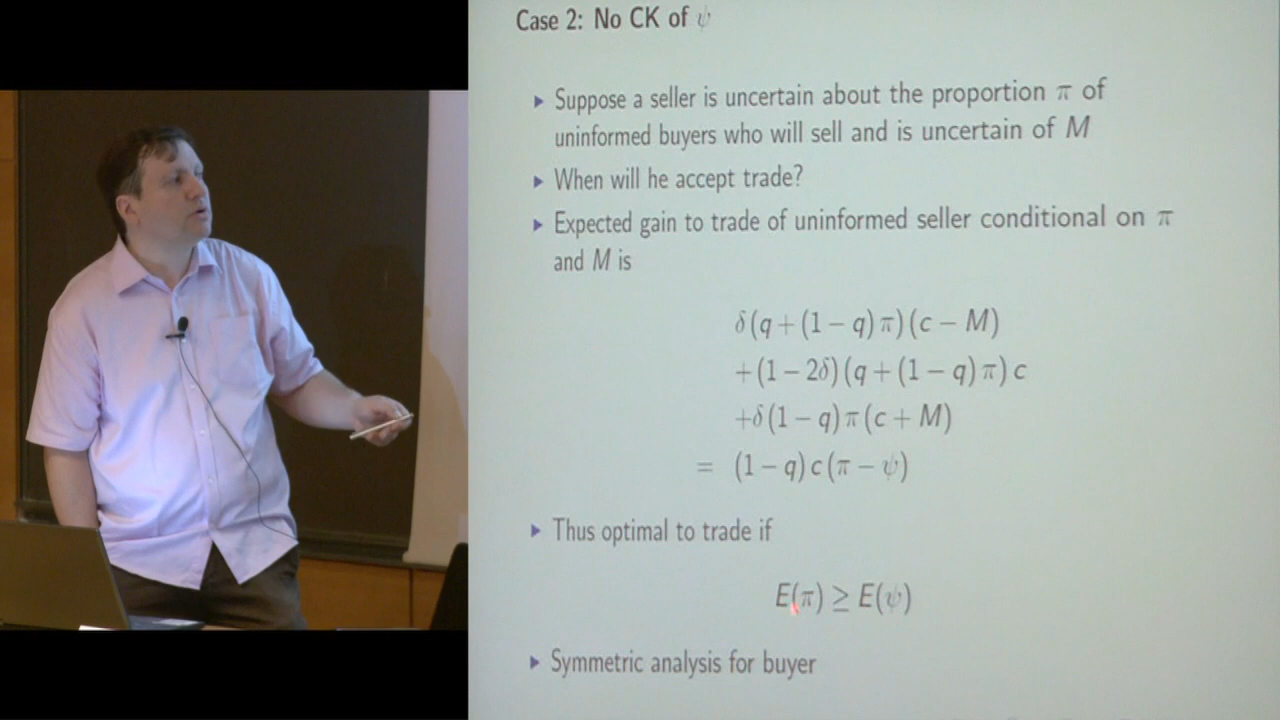 Case 2: No CK of ψ
▶ Suppose a seller is uncertain about the proportion π of
uninformed buyers who will sell and is uncertain of M
▶ When will he accept trade?
▶ Expected gain to trade of uninformed seller conditional on π
and M is
δ(q + (1 − q) π) (c − M)
+ (1 − 2δ) (q + (1 − q) π) c
+δ (1 − q) π (c + M)
= (1 − q) c (π − ψ)
▶ Thus optimal to trade if
E(π) ≥ E(ψ)
▶ Symmetric analysis for buyer